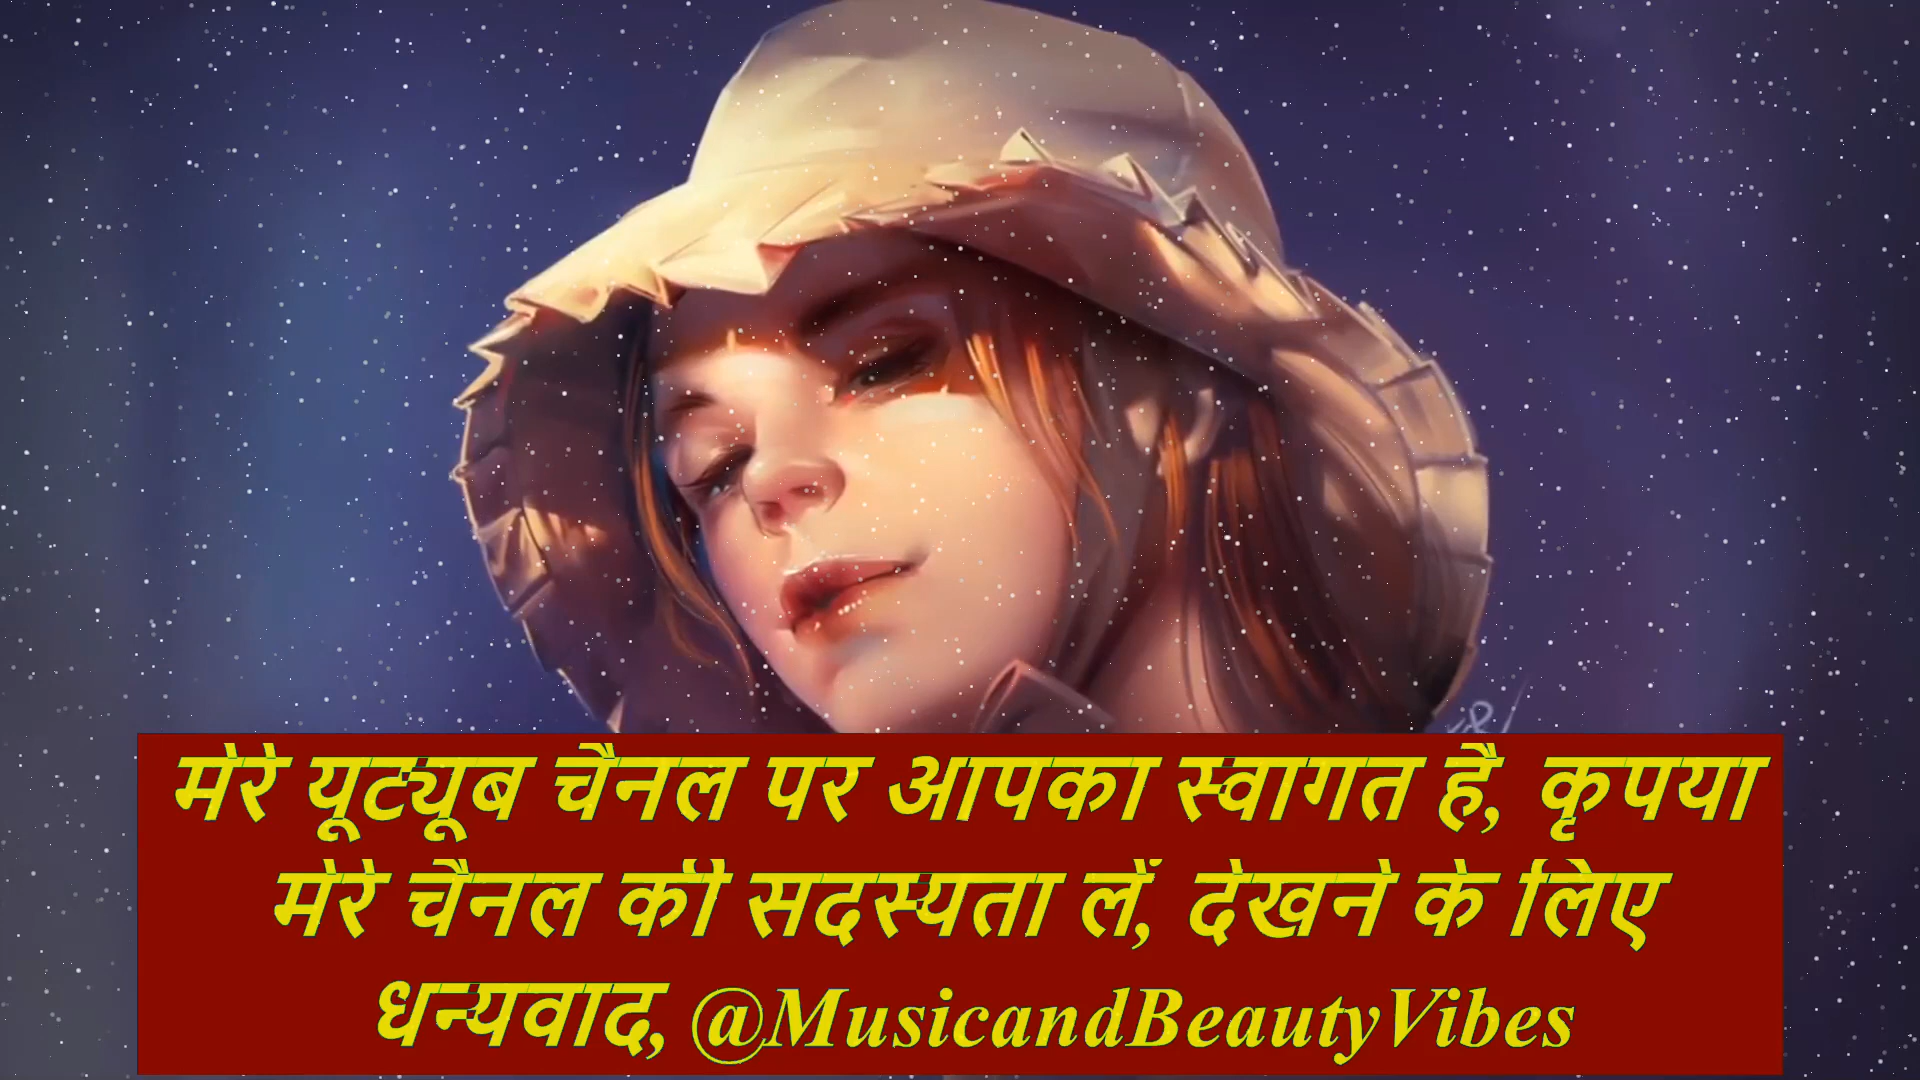 मेरे यूट्यूब चैनल पर आपका स्वागत है, कृपया
मेरे चैनल की सदस्यता लें, देखने के लिए
धन्यवाद, @MusicandBeautyVibes